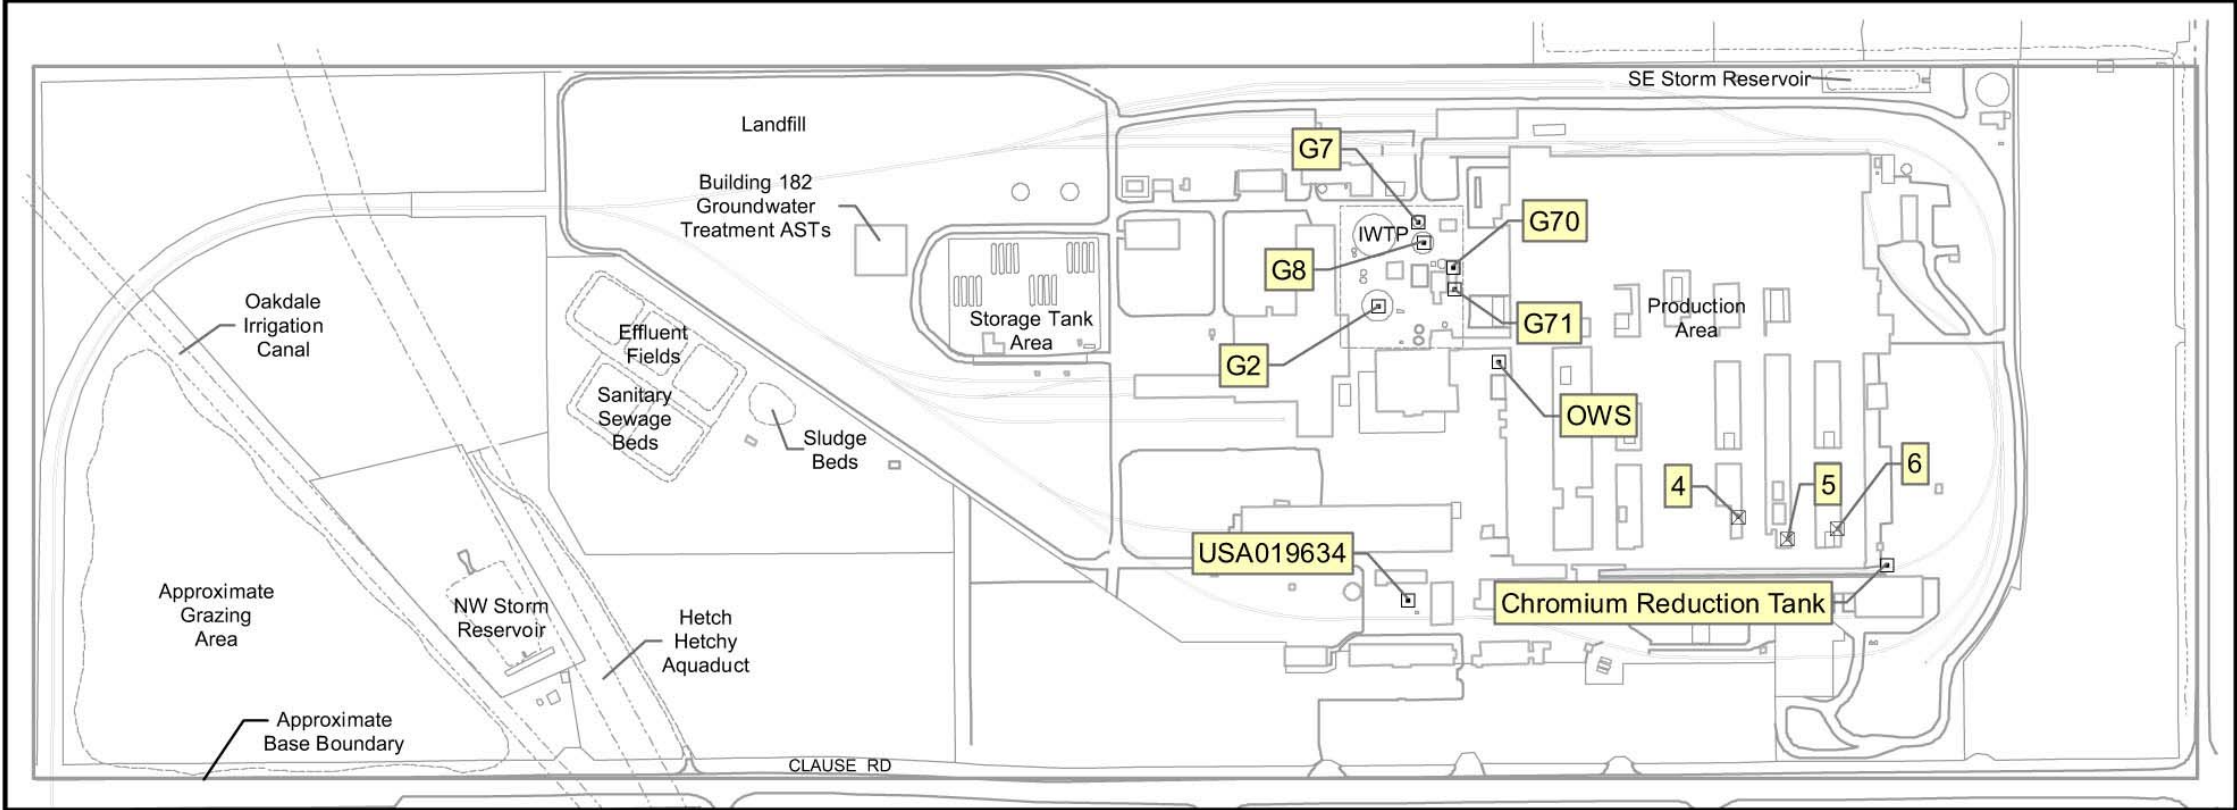 SE Storm Reservoir
Landfill
G7
Building 182
Groundwater
Treatment ASTs
G70
IWTP
G8
Oakdale
Irrigation
Canal
Storage Tank
Area
Production
Area
G71
Effluent
Fields
G2
Sanitary
Sewage
Beds
OWS
Sludge
Beds
6
4
5
USA019634
Approximate
Grazing
Area
NW Storm
Reservoir
Chromium Reduction Tank
Hetch
Hetchy
Aquaduct
Approximate
Base Boundary
CLAUSE RD